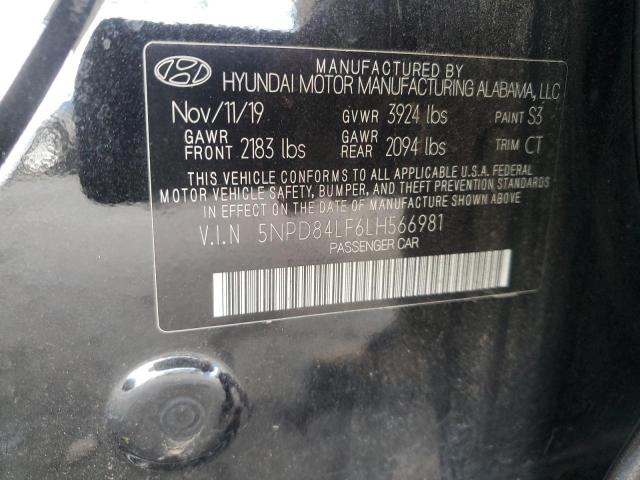 MANUFACTURED BY
HYUNDAI MOTOR MANUFACTURING ALABAMA, LLC
Nov/11/19 GVWR 3924 lbs PAINT S3
GAWR FRONT 2183 lbs GAWR REAR 2094 lbs TRIM CT
THIS VEHICLE CONFORMS TO ALL APPLICABLE U.S.A. FEDERAL
MOTOR VEHICLE SAFETY, BUMPER, AND THEFT PREVENTION STANDARDS
IN EFFECT ON THE DATE OF MANUFACTURE SHOWN ABOVE.
V.I.N 5NPD84LF6LH566981
PASSENGER CAR